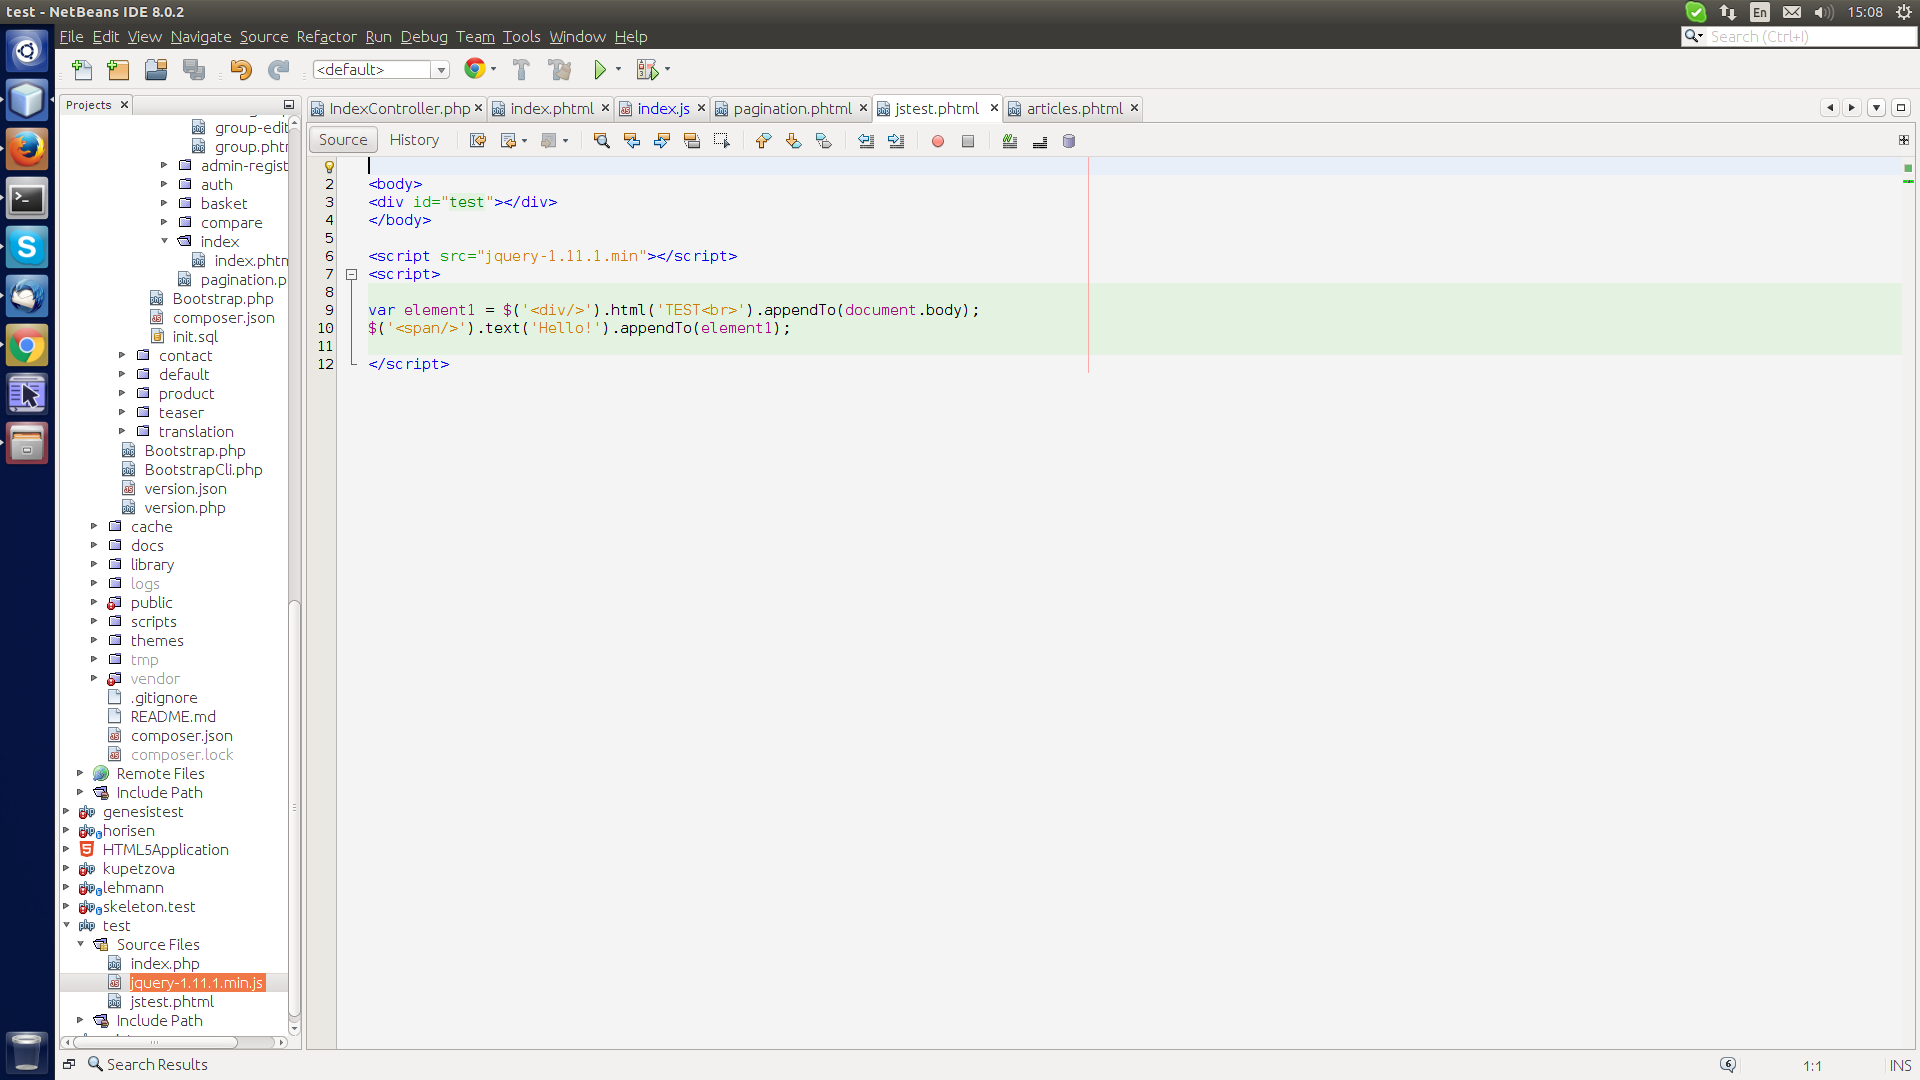 test - NetBeans IDE 8.0.2
En
15:08
File Edit View Navigate Source Refactor Run Debug Team Tools Window Help
Search (Ctrl+I)
<default>
Projects
IndexController.php
index.phtml
index.js
pagination.phtml
jstest.phtml
articles.phtml
Source
History
group-edit
group.phtm
admin-regist
auth
basket
compare
index
index.phtm
pagination.p
Bootstrap.php
composer.json
init.sql
contact
default
product
teaser
translation
Bootstrap.php
BootstrapCli.php
version.json
version.php
cache
docs
library
logs
public
scripts
themes
tmp
vendor
.gitignore
README.md
composer.json
composer.lock
Remote Files
Include Path
genesistest
horisen
HTML5Application
kupetzova
lehmann
skeleton.test
test
Source Files
index.php
jquery-1.11.1.min.js
jstest.phtml
Include Path
2 <body>
3 <div id="test"></div>
4 </body>
5
6 <script src="jquery-1.11.1.min"></script>
7 <script>
8
9 var element1 = $('<div/>').html('TEST<br>').appendTo(document.body);
10 $('<span/>').text('Hello!').appendTo(element1);
11
12 </script>
Search Results
6
1:1
INS